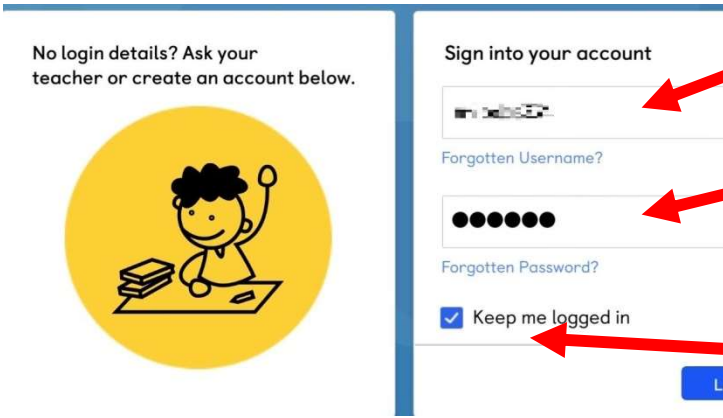 No login details? Ask your
teacher or create an account below.
Sign into your account
Forgotten Username?
●●●●●●
Forgotten Password?
Keep me logged in
L